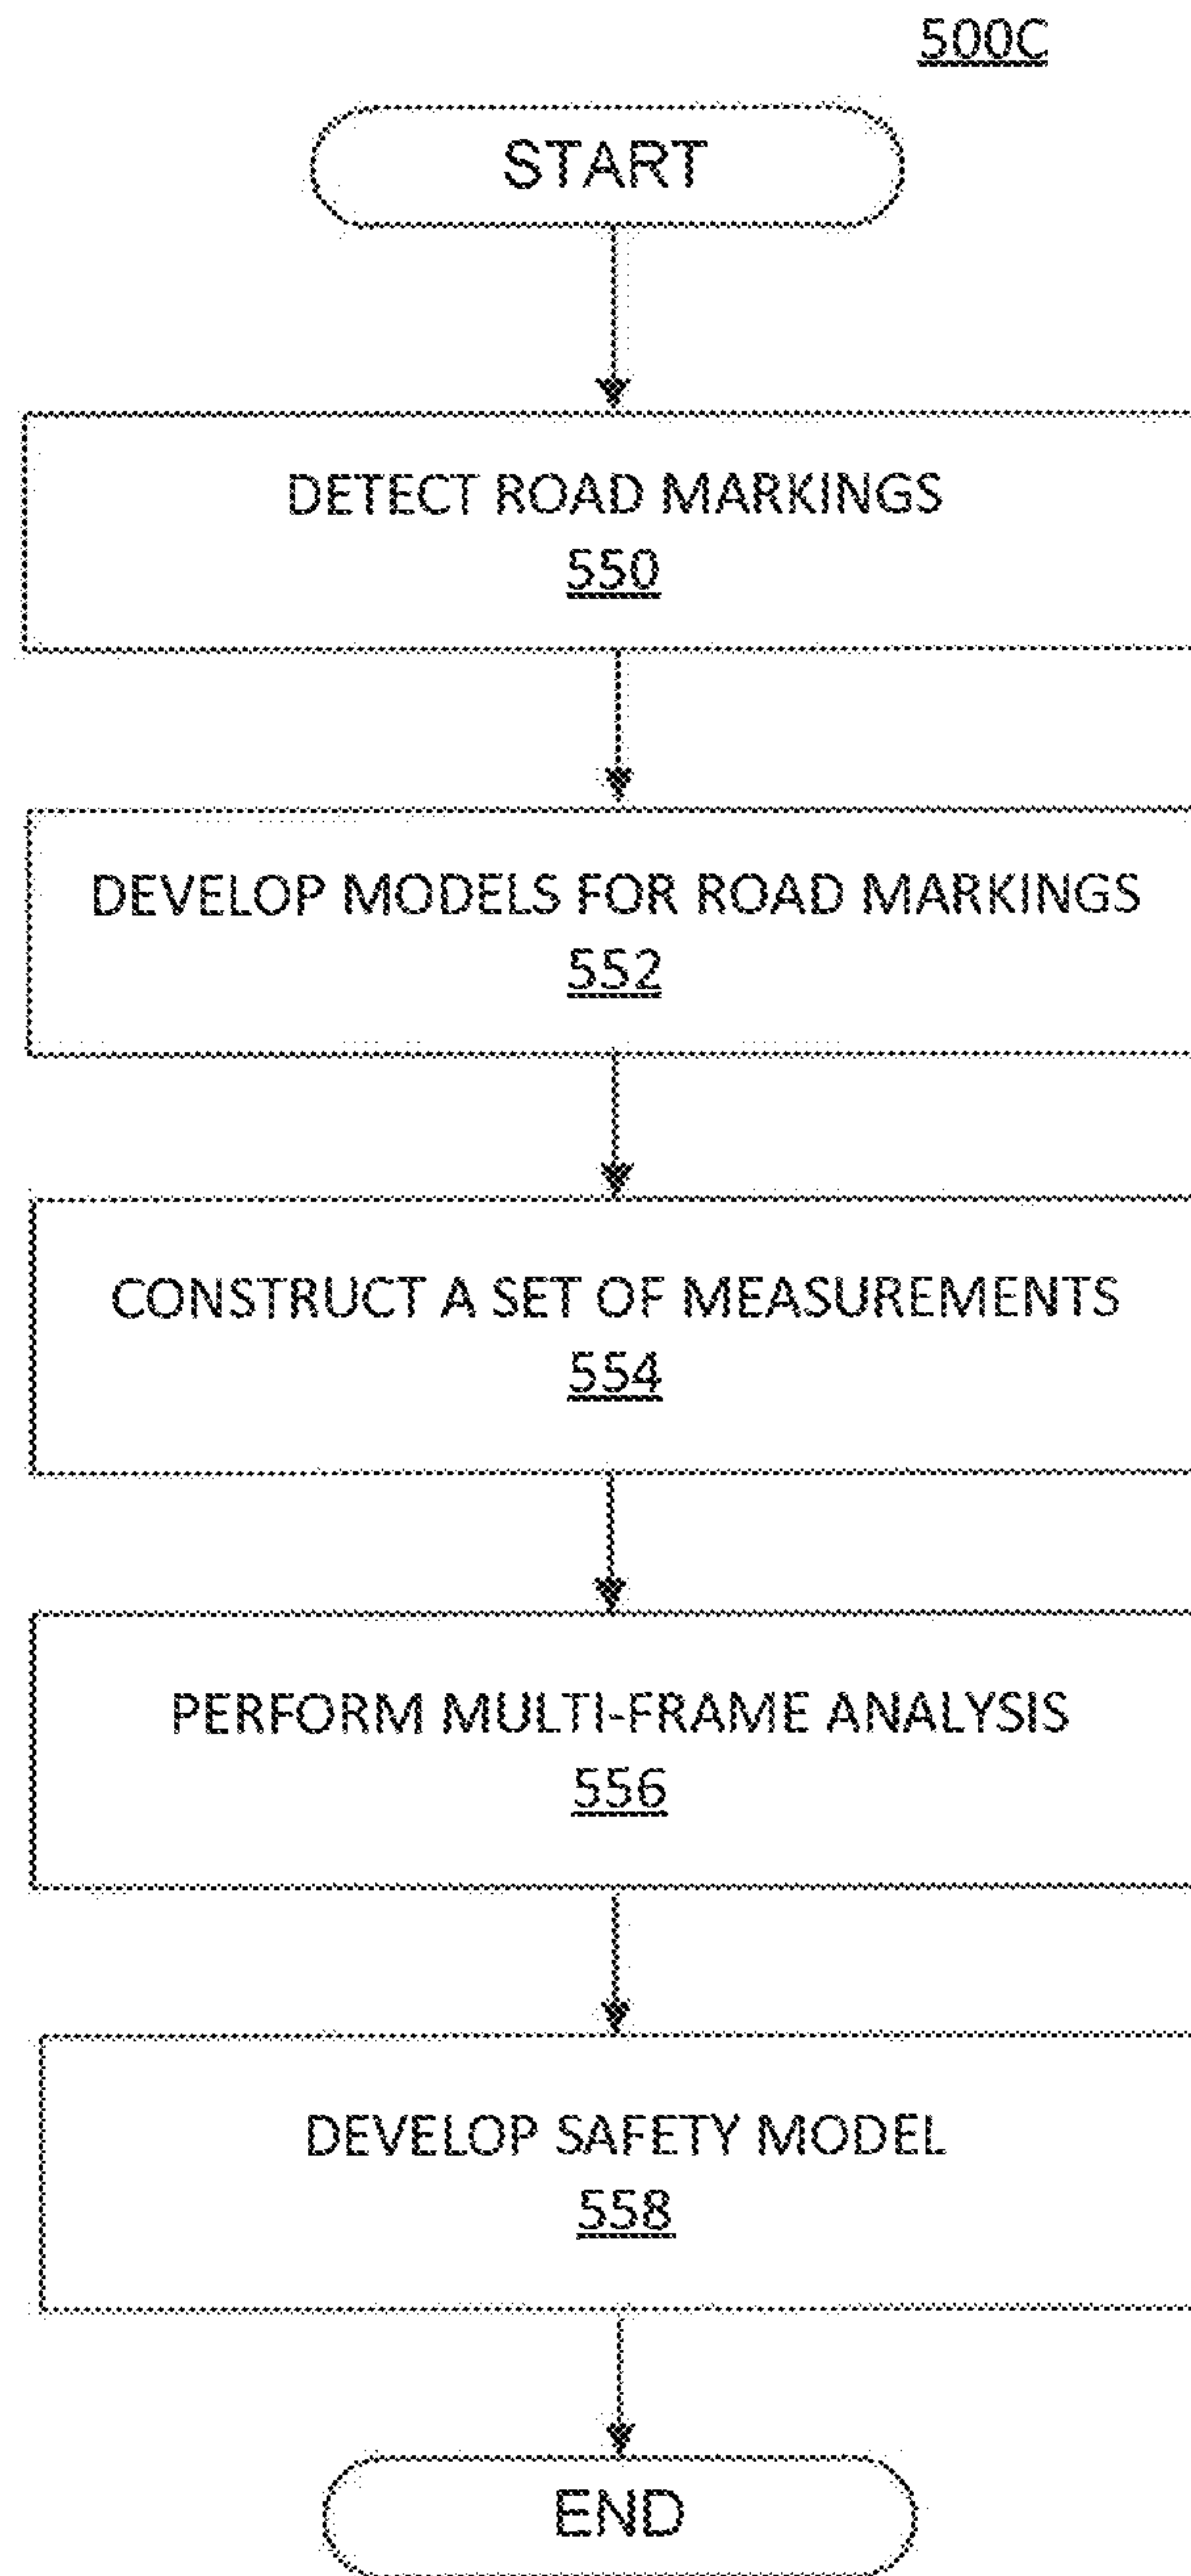 500C
START
DETECT ROAD MARKINGS
550
DEVELOP MODELS FOR ROAD MARKINGS
552
CONSTRUCT A SET OF MEASUREMENTS
554
PERFORM MULTI-FRAME ANALYSIS
556
DEVELOP SAFETY MODEL
558
END